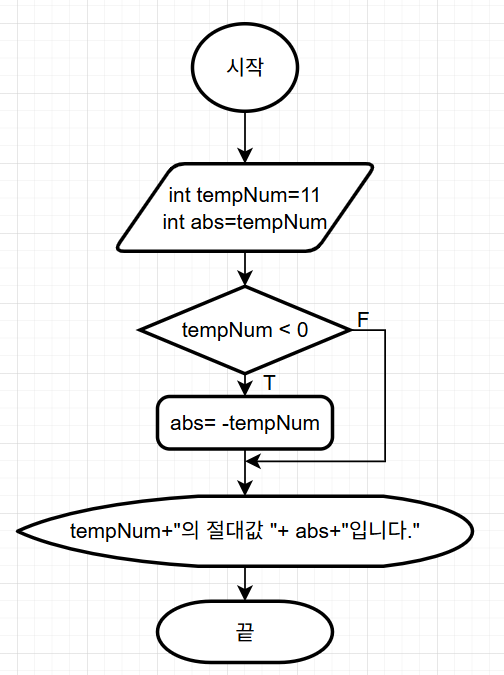 시작
int tempNum=11
int abs=tempNum
tempNum < 0
F
T
abs= -tempNum
tempNum+"의 절대값 "+ abs+"입니다."
끝